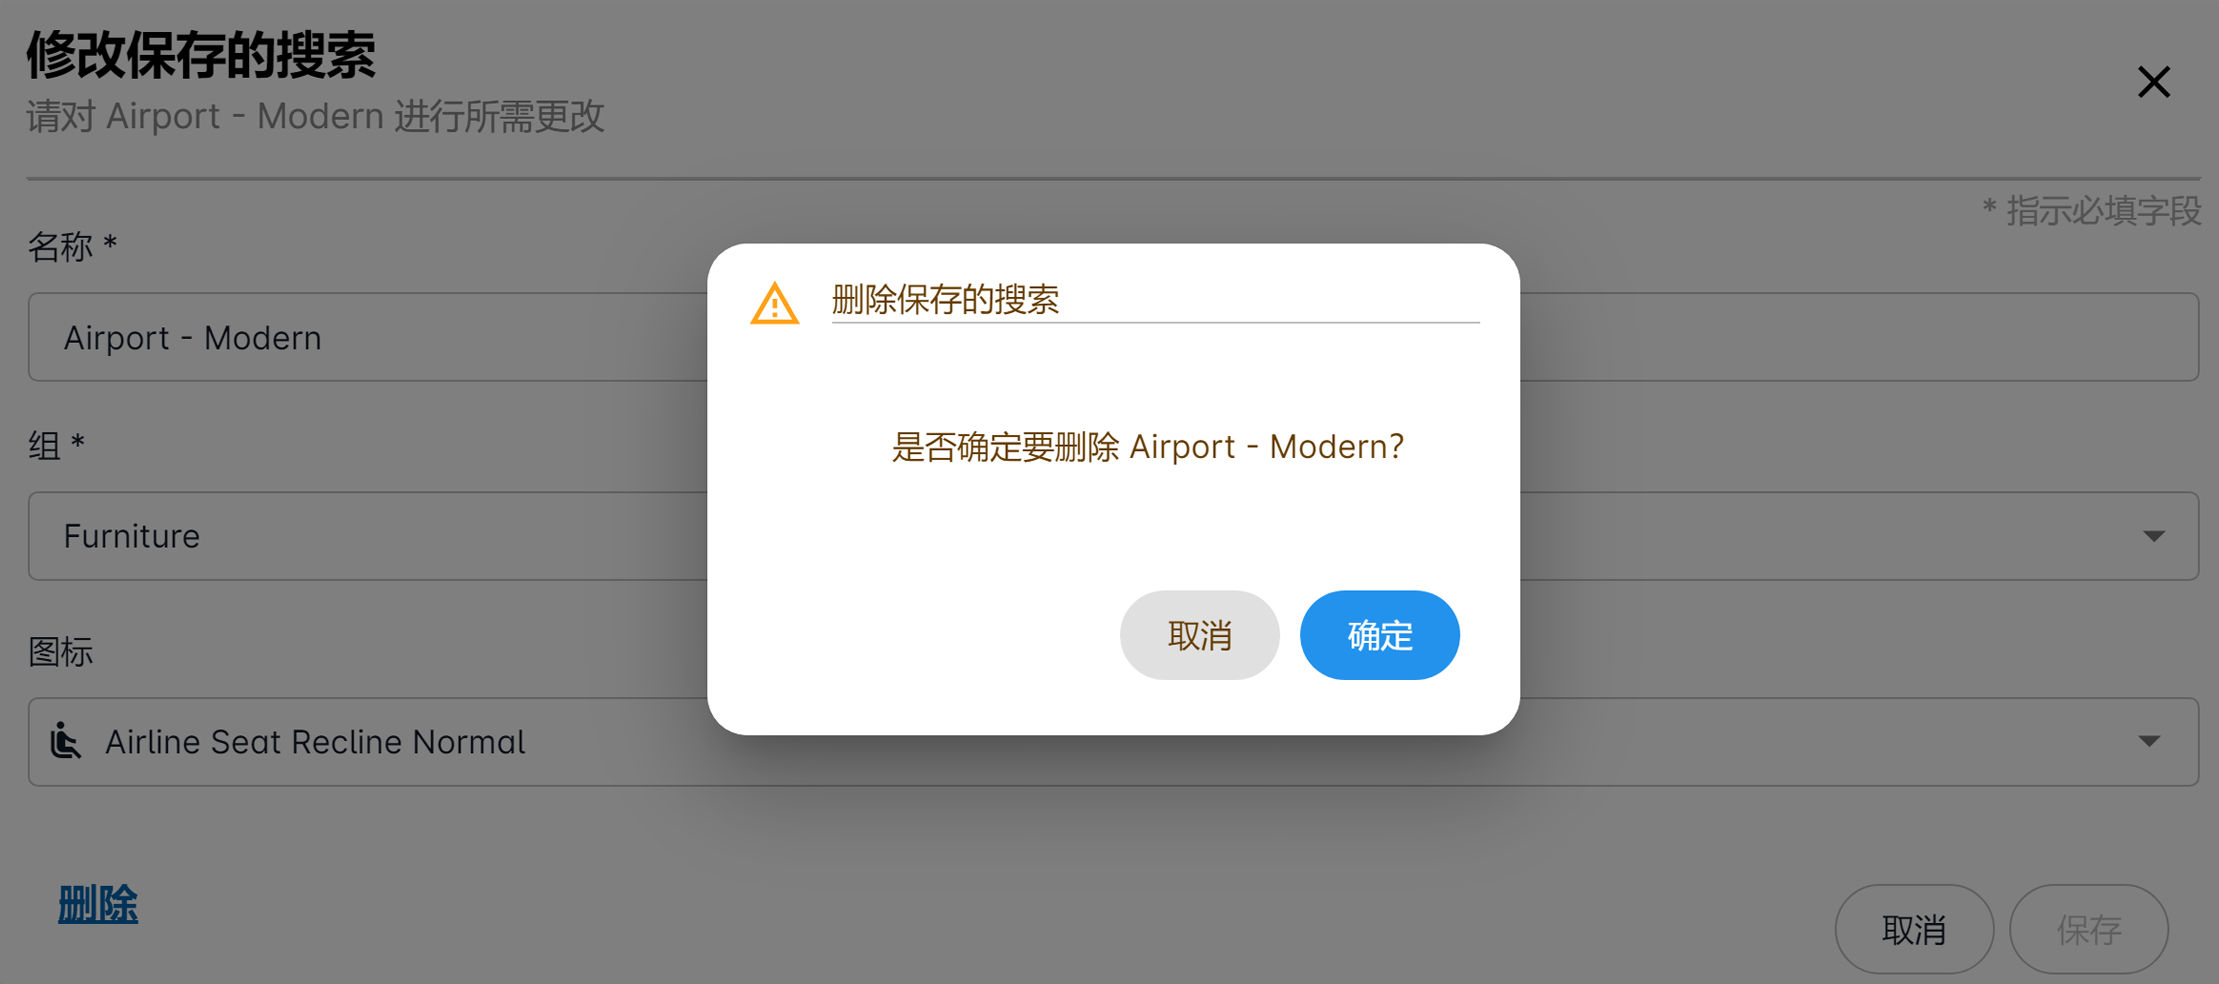 修改保存的搜索
请对 Airport - Modern 进行所需更改
* 指示必填字段
名称 *
Airport - Modern
组 *
Furniture
图标
Airline Seat Recline Normal
删除
取消
保存
删除保存的搜索
是否确定要删除 Airport - Modern?
取消
确定